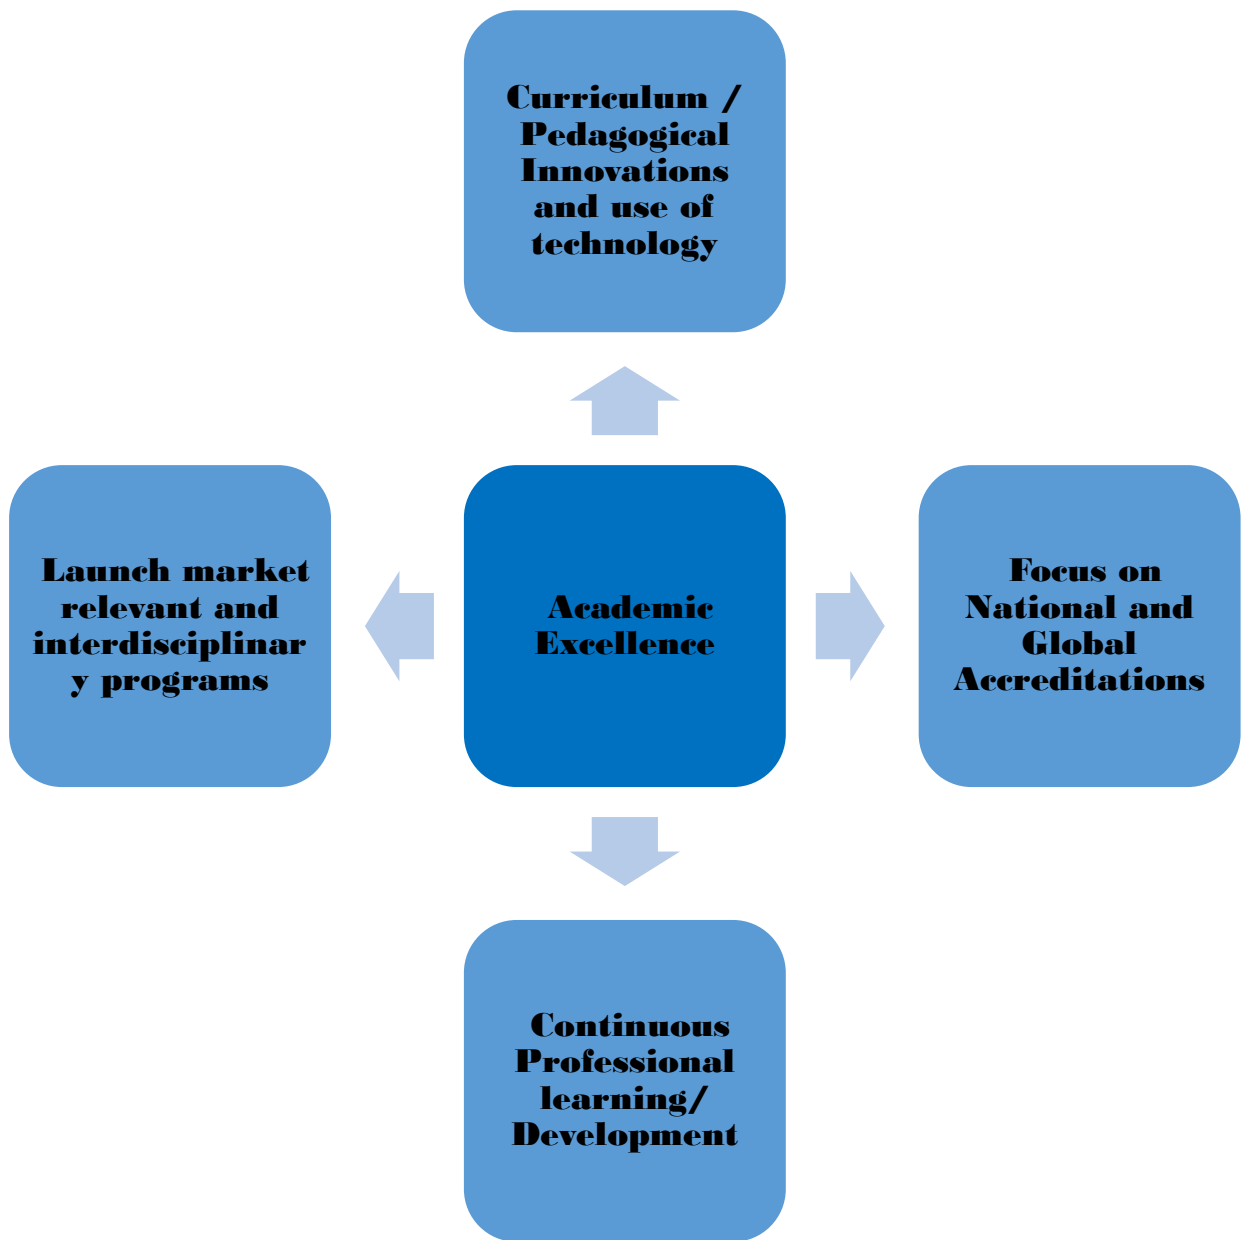 Curriculum /
Pedagogical
Innovations
and use of
technology
Launch market
relevant and
interdisciplinar
y programs
Academic
Excellence
Focus on
National and
Global
Accreditations
Continuous
Professional
learning/
Development